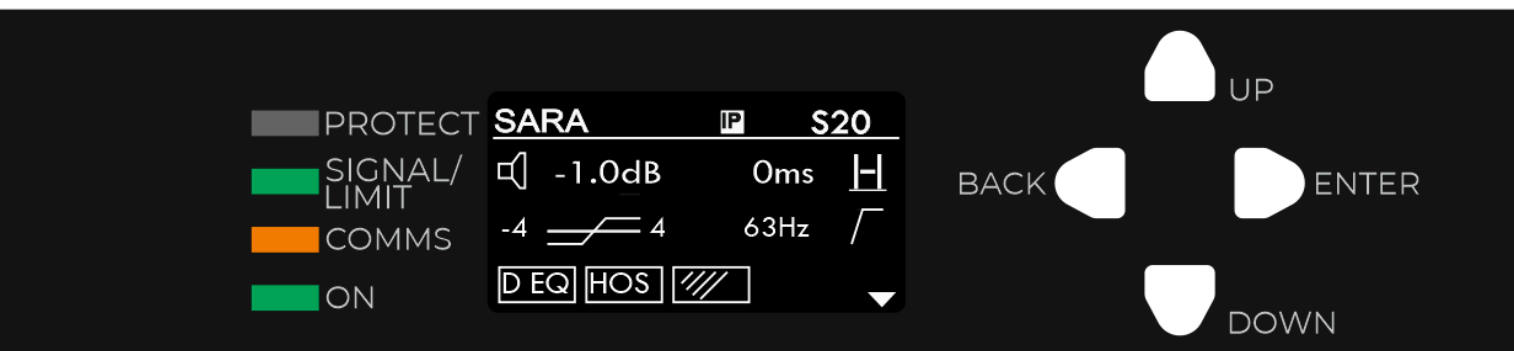 PROTECT
SIGNAL/
LIMIT
COMMS
ON
SARA IP S20
-1.0dB 0ms
-4 4 63Hz
D EQ HOS
UP
BACK ENTER
DOWN